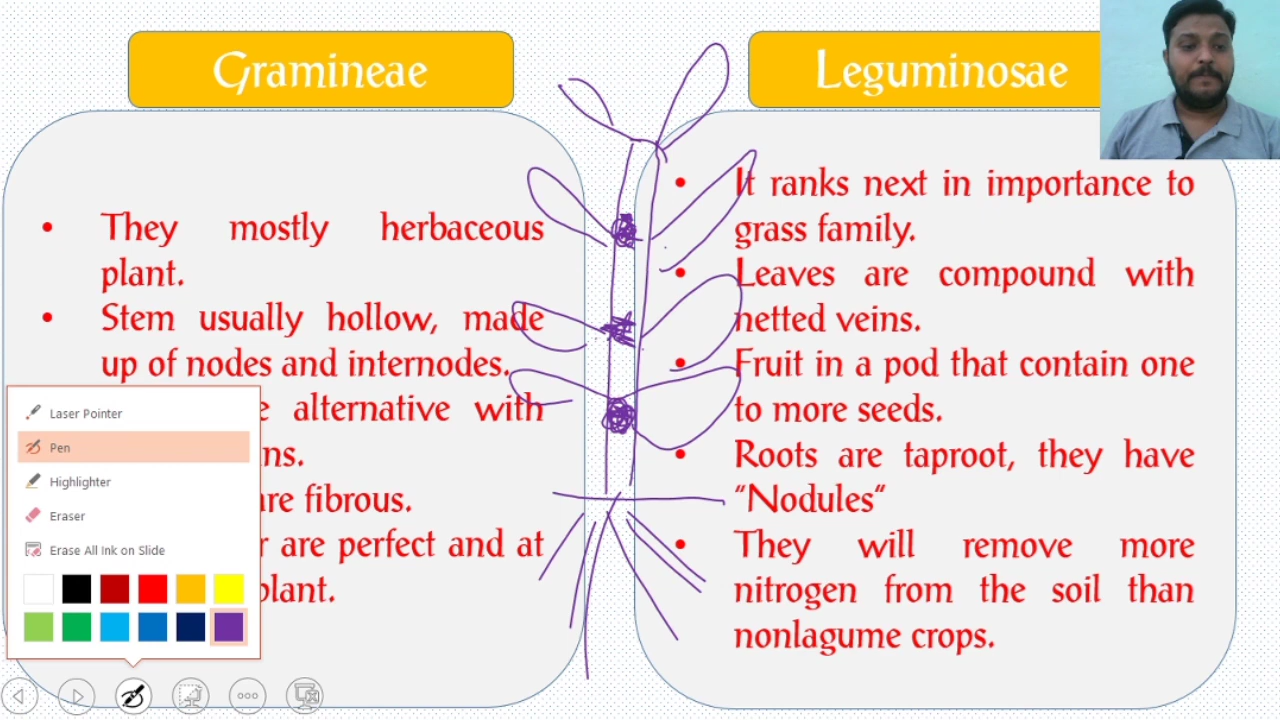 Gramineae
• They mostly herbaceous
plant.
• Stem usually hollow, made
up of nodes and internodes.
alternative with
are fibrous.
are perfect and at
plant.
Leguminosae
• It ranks next in importance to
grass family.
• Leaves are compound with
netted veins.
• Fruit in a pod that contain one
to more seeds.
• Roots are taproot, they have
“Nodules“
• They will remove more
nitrogen from the soil than
nonlagume crops.
Laser Pointer
Pen
Highlighter
Eraser
Erase All Ink on Slide